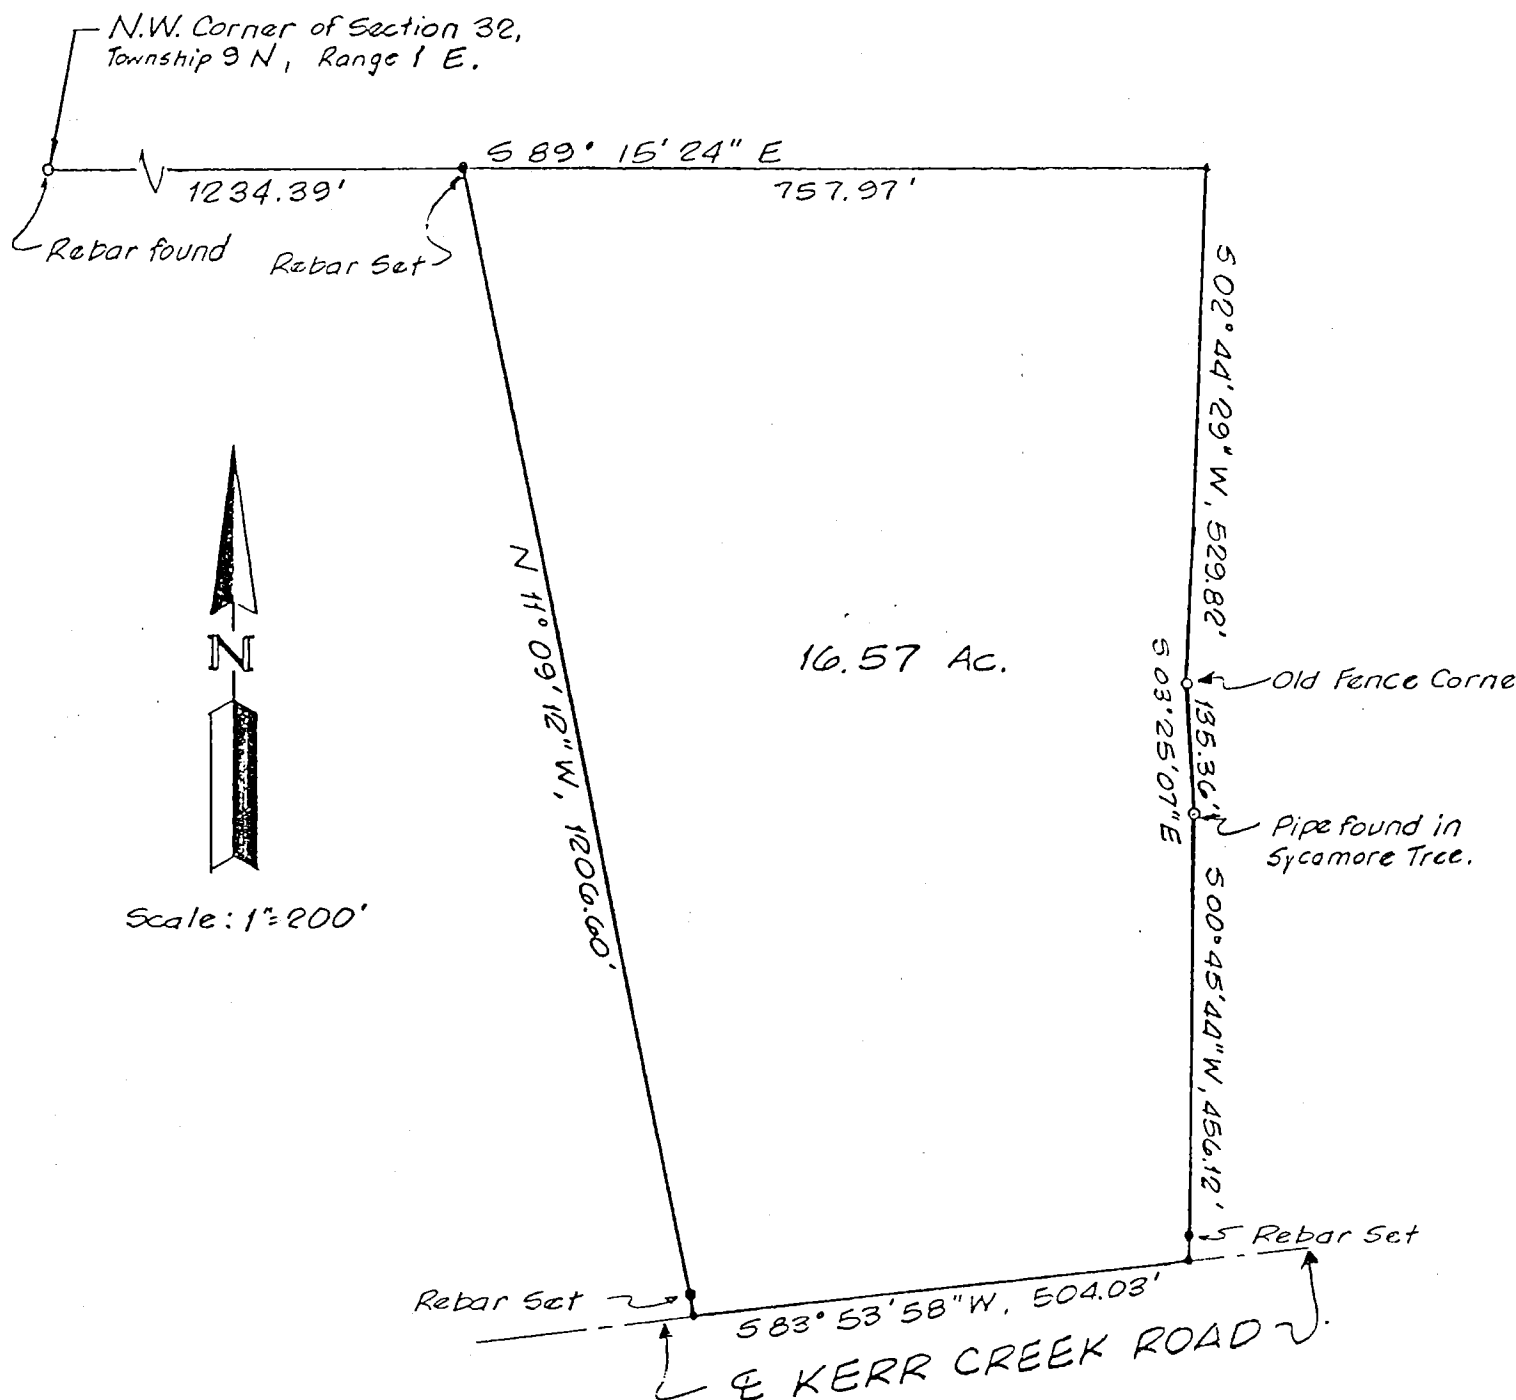 N.W. Corner of Section 32,
Township 9 N, Range 1 E.
S 89° 15' 24" E
1234.39'
757.97'
Rebar found
Rebar Set
S 02° 44' 29" W, 529.82'
N 11° 09' 12" W, 1206.60'
N
16.57 Ac.
S 03° 25' 07" E
135.36'
Old Fence Corne
Pipe found in
Sycamore Tree.
Scale: 1"=200'
S 00° 45' 44" W, 456.12'
Rebar Set
Rebar Set
S 83° 53' 58" W, 504.03'
℄ KERR CREEK ROAD